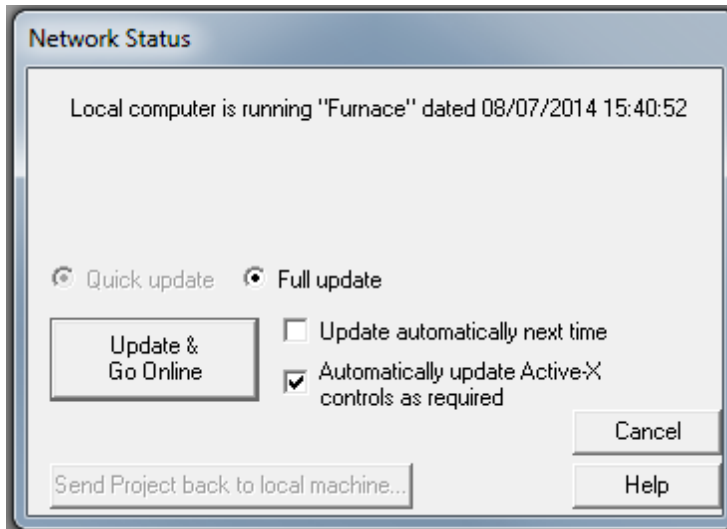 Network Status
Local computer is running "Furnace" dated 08/07/2014 15:40:52
Quick update
Full update
Update &
Go Online
Update automatically next time
Automatically update Active-X
controls as required
Cancel
Send Project back to local machine...
Help